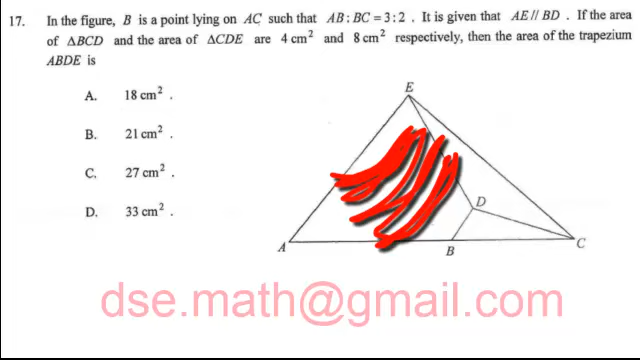 17. In the figure, B is a point lying on AC such that AB : BC = 3 : 2 . It is given that AE // BD . If the area
of ΔBCD and the area of ΔCDE are 4 cm² and 8 cm² respectively, then the area of the trapezium
ABDE is
A. 18 cm² .
B. 21 cm² .
C. 27 cm² .
D. 33 cm² .
E
D
A
B
C
dse.math@gmail.com